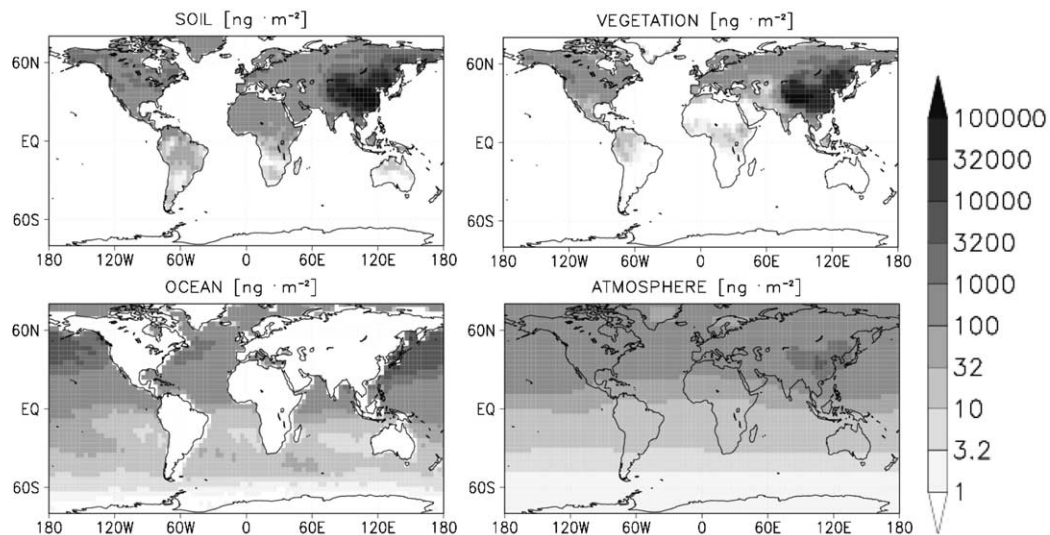 SOIL [ng · m⁻²]
VEGETATION [ng · m⁻²]
60N
EQ
60S
180 120W 60W 0 60E 120E 180
60N
EQ
60S
180 120W 60W 0 60E 120E 180
OCEAN [ng · m⁻²]
ATMOSPHERE [ng · m⁻²]
60N
EQ
60S
180 120W 60W 0 60E 120E 180
60N
EQ
60S
180 120W 60W 0 60E 120E 180
100000
32000
10000
3200
1000
100
32
10
3.2
1